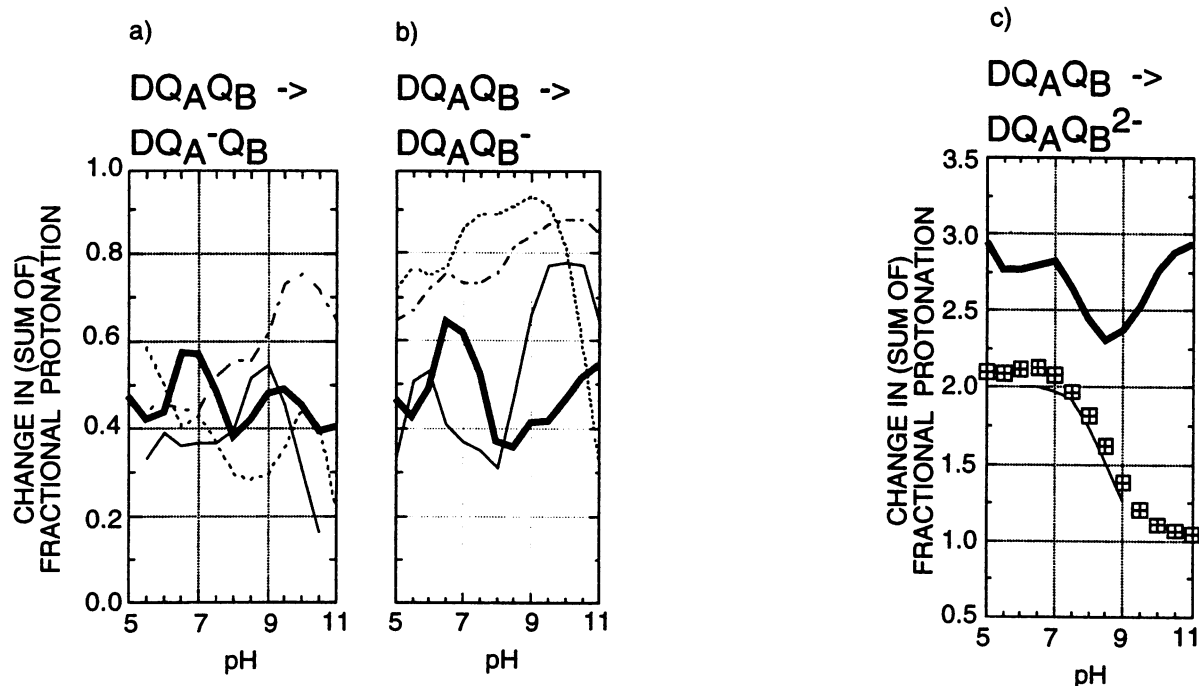 a)
DQA QB ->
DQA-QB
CHANGE IN (SUM OF)
FRACTIONAL PROTONATION
1.0
0.8
0.6
0.4
0.2
0.0
5
7
9
11
pH
b)
DQAQB ->
DQAQB-
5
7
9
11
pH
c)
DQAQB ->
DQAQB2-
CHANGE IN (SUM OF)
FRACTIONAL PROTONATION
3.5
3.0
2.5
2.0
1.5
1.0
0.5
5
7
9
11
pH